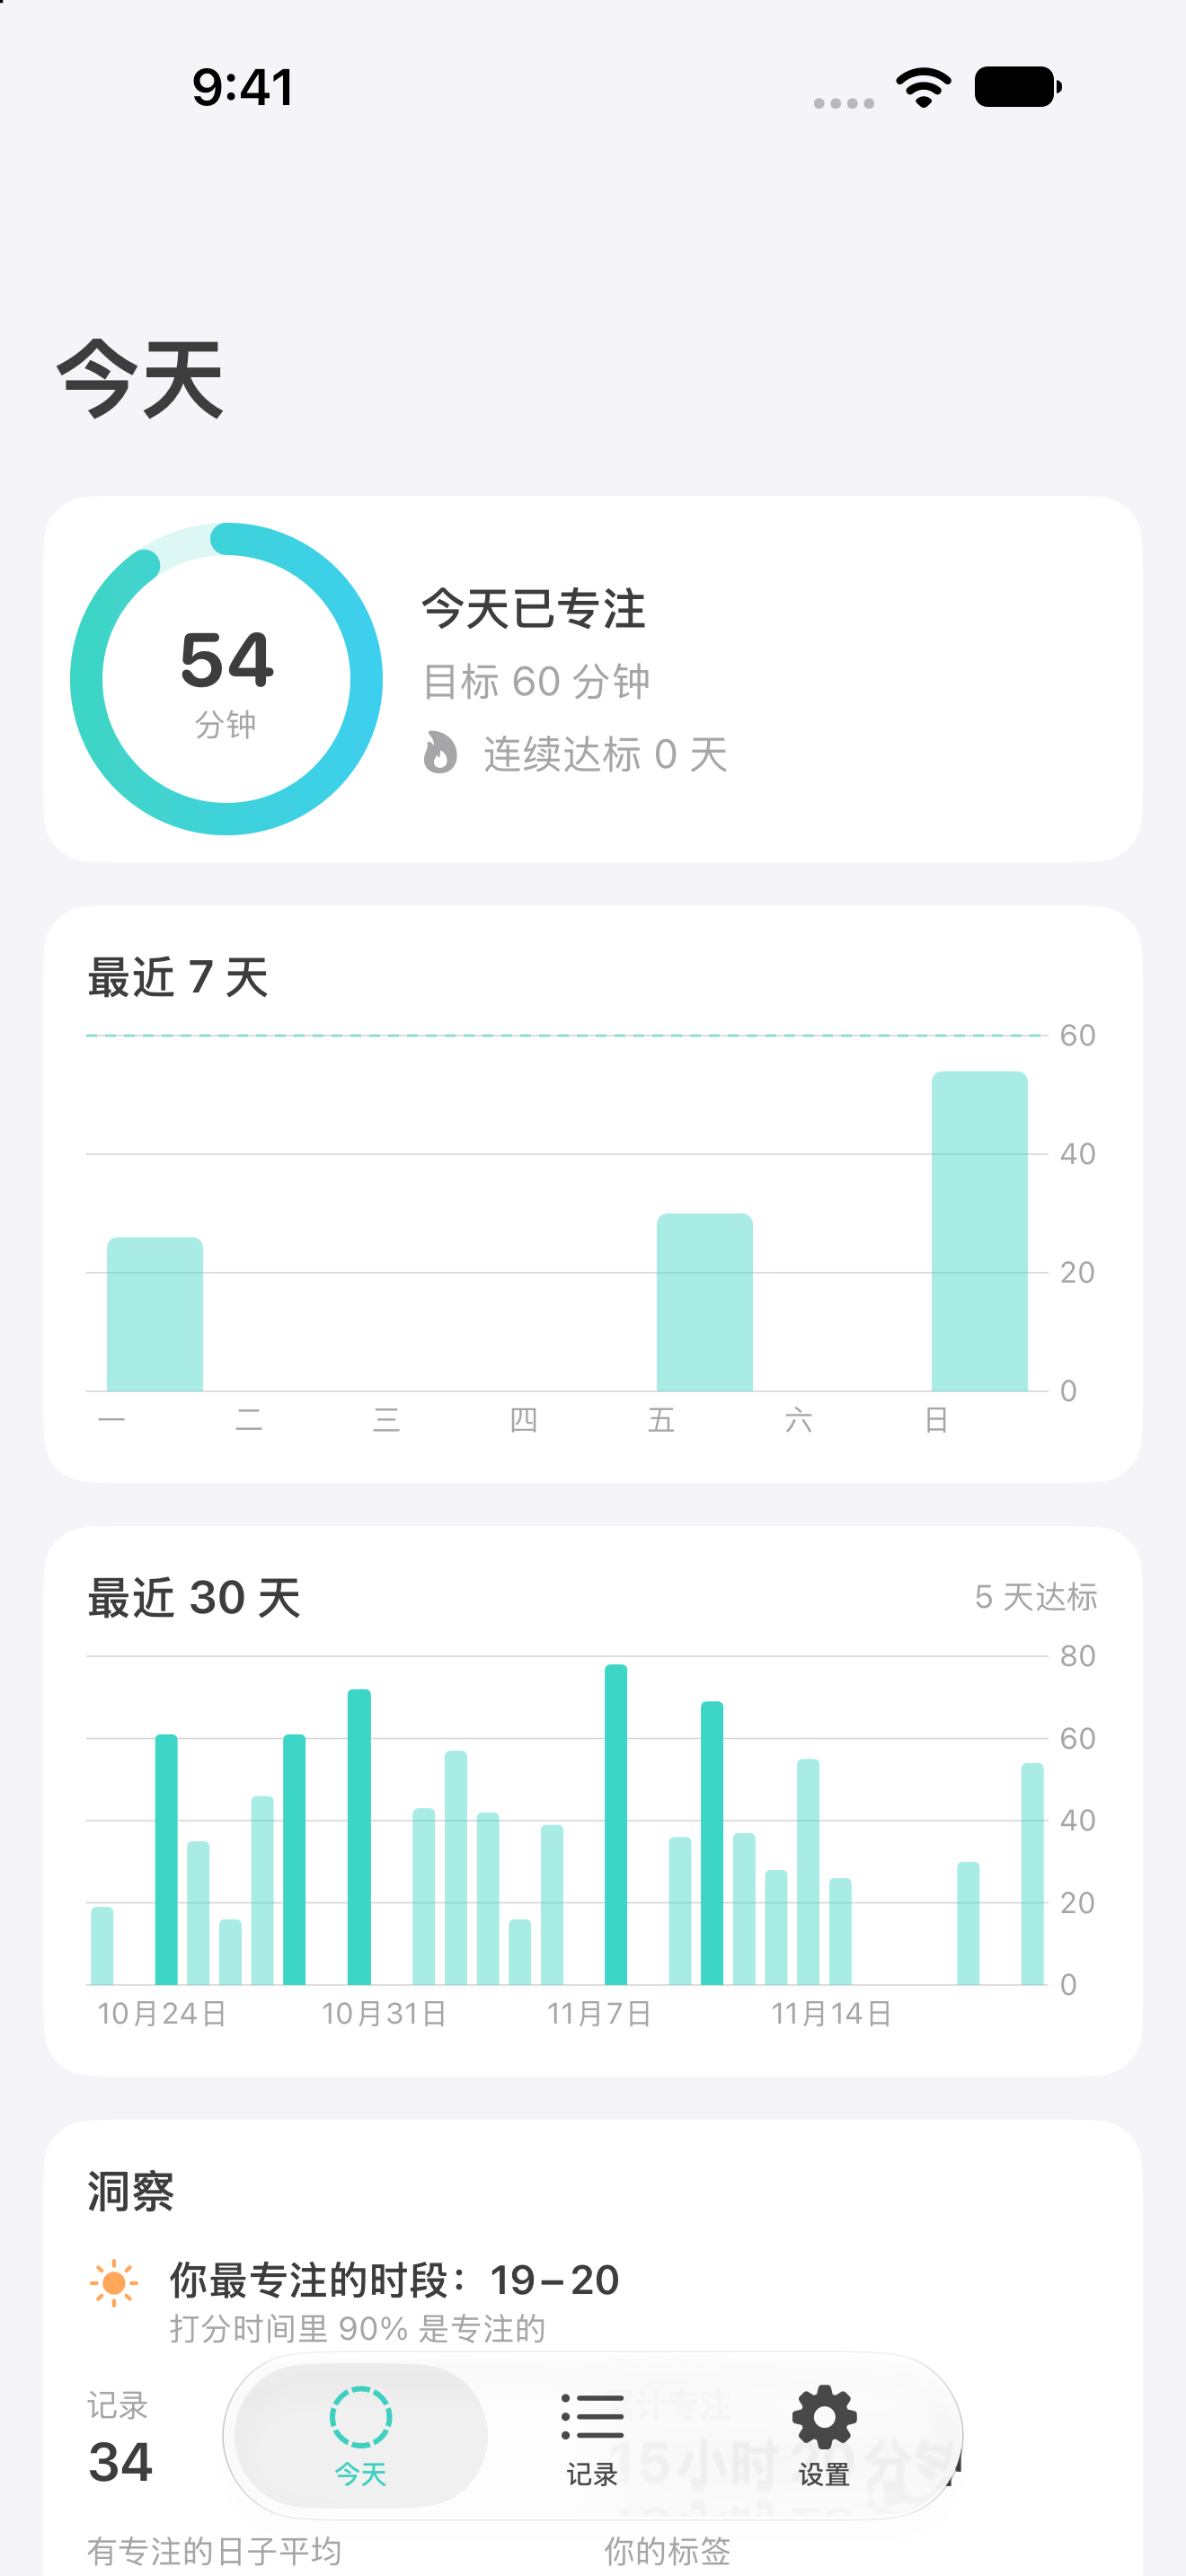 9:41
今天
54
分钟
今天已专注
目标 60 分钟
连续达标 0 天
最近 7 天
60
40
20
0
一 二 三 四 五 六 日
最近 30 天
5 天达标
80
60
40
20
0
10月24日 10月31日 11月7日 11月14日
洞察
你最专注的时段：19–20
打分时间里 90% 是专注的
记录
34
今天
记录
设置
有专注的日子平均
你的标签